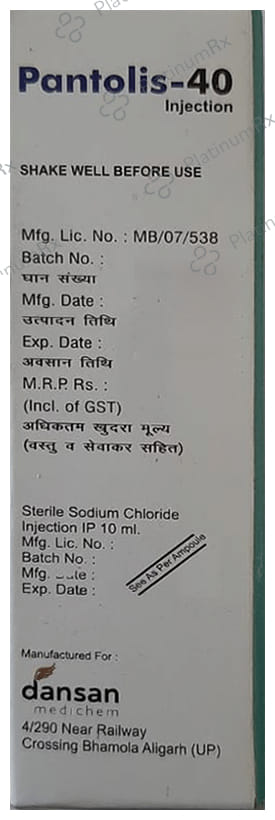 Pantolis-40
Injection
SHAKE WELL BEFORE USE
Mfg. Lic. No. : MB/07/538
Batch No. :
घान संख्या
Mfg. Date :
उत्पादन तिथि
Exp. Date :
अवसान तिथि
M.R.P. Rs. :
(Incl. of GST)
अधिकतम खुदरा मूल्य
(वस्तु व सेवाकर सहित)
Sterile Sodium Chloride
Injection IP 10 ml.
Mfg. Lic. No. :
Batch No. :
Mfg. Date :
Exp. Date :
See As Per Ampoule
Manufactured For :
dansan
medichem
4/290 Near Railway
Crossing Bhamola Aligarh (UP)
PlatinumRx